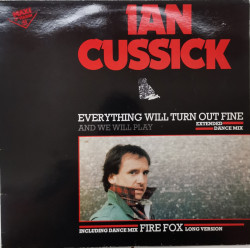 IAN
CUSSICK
EVERYTHING WILL TURN OUT FINE
EXTENDED
DANCE MIX
AND WE WILL PLAY
INCLUDING DANCE MIX FIRE FOX LONG VERSION